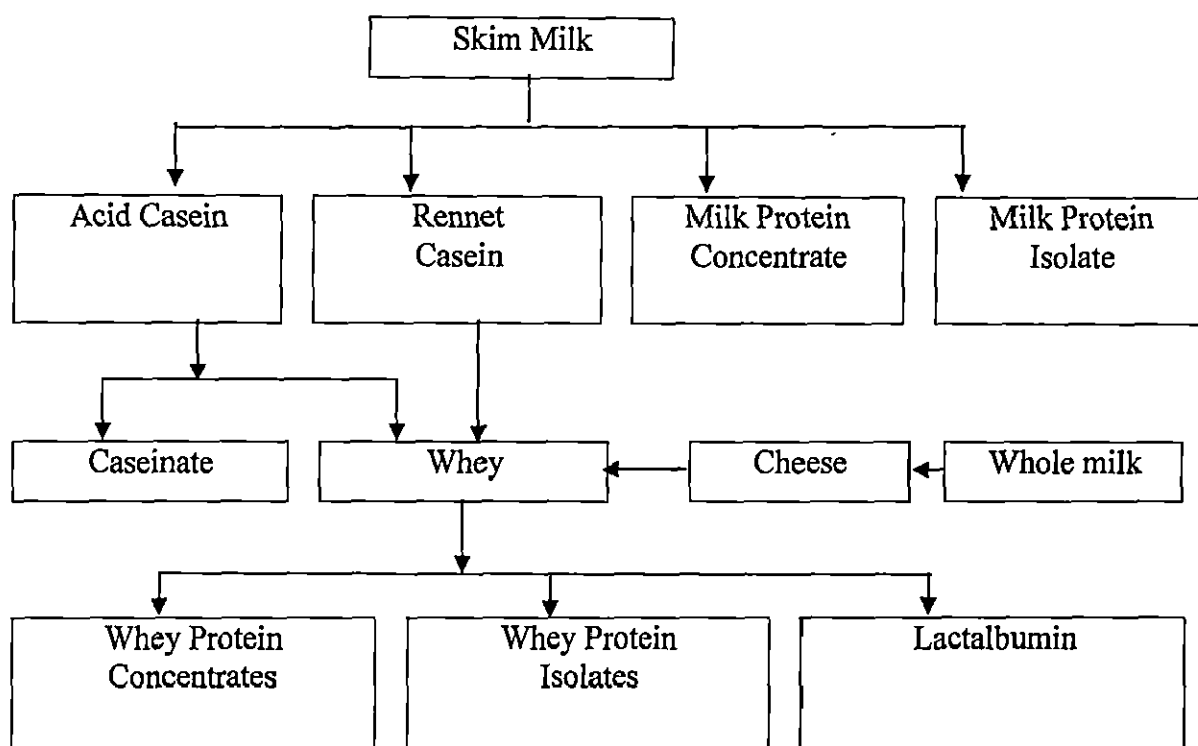 Skim Milk
Acid Casein
Rennet
Casein
Milk Protein
Concentrate
Milk Protein
Isolate
Caseinate
Whey
Cheese
Whole milk
Whey Protein
Concentrates
Whey Protein
Isolates
Lactalbumin